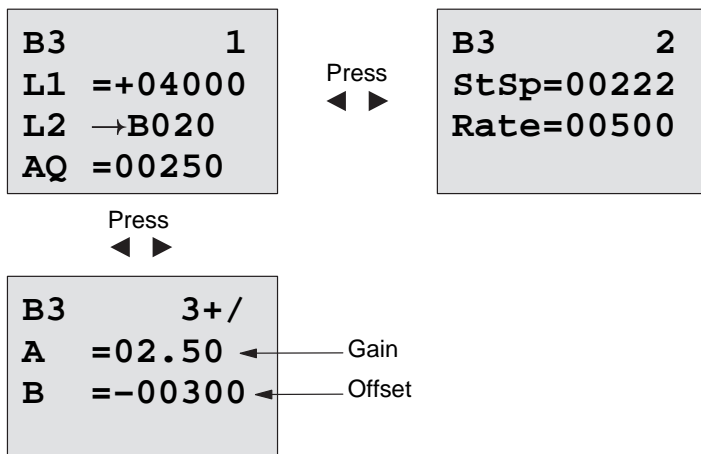 B3 1
L1 =+04000
L2 →B020
AQ =00250
Press
◄ ►
B3 2
StSp=00222
Rate=00500
Press
◄ ►
B3 3+/
A =02.50
Gain
B =−00300
Offset